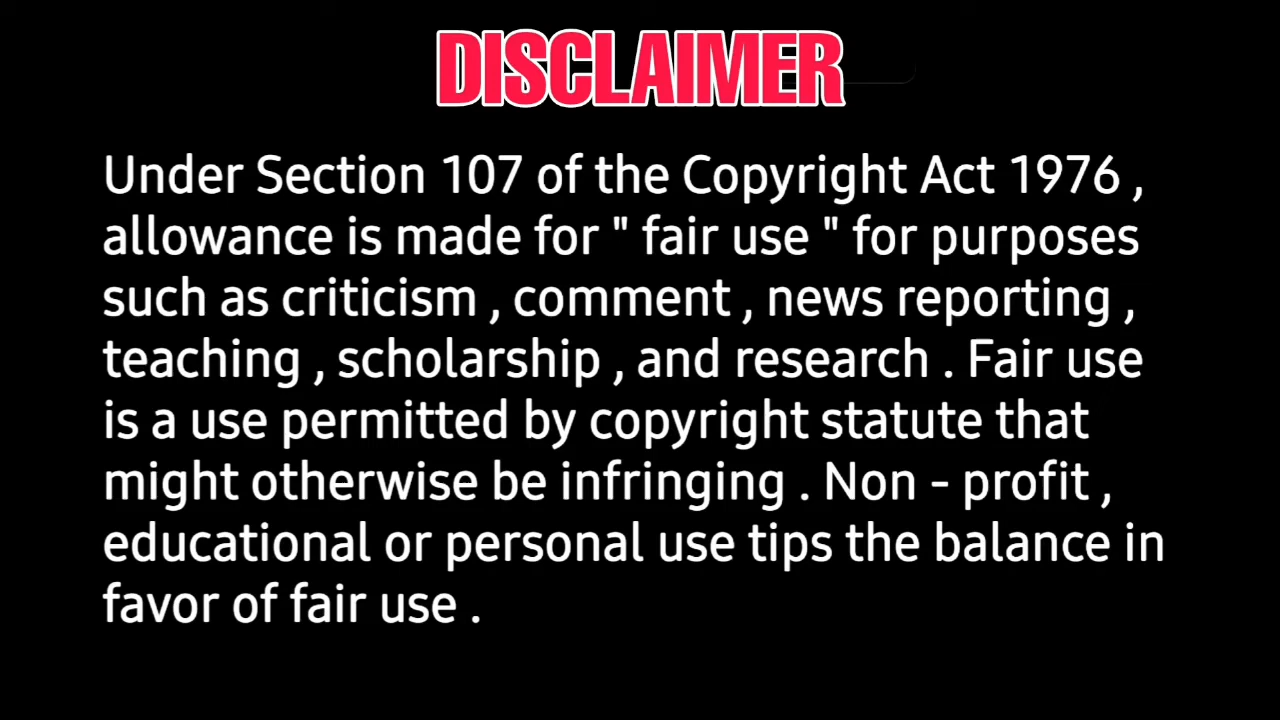 DISCLAIMER
Under Section 107 of the Copyright Act 1976 ,
allowance is made for " fair use " for purposes
such as criticism , comment , news reporting ,
teaching , scholarship , and research . Fair use
is a use permitted by copyright statute that
might otherwise be infringing . Non - profit ,
educational or personal use tips the balance in
favor of fair use .